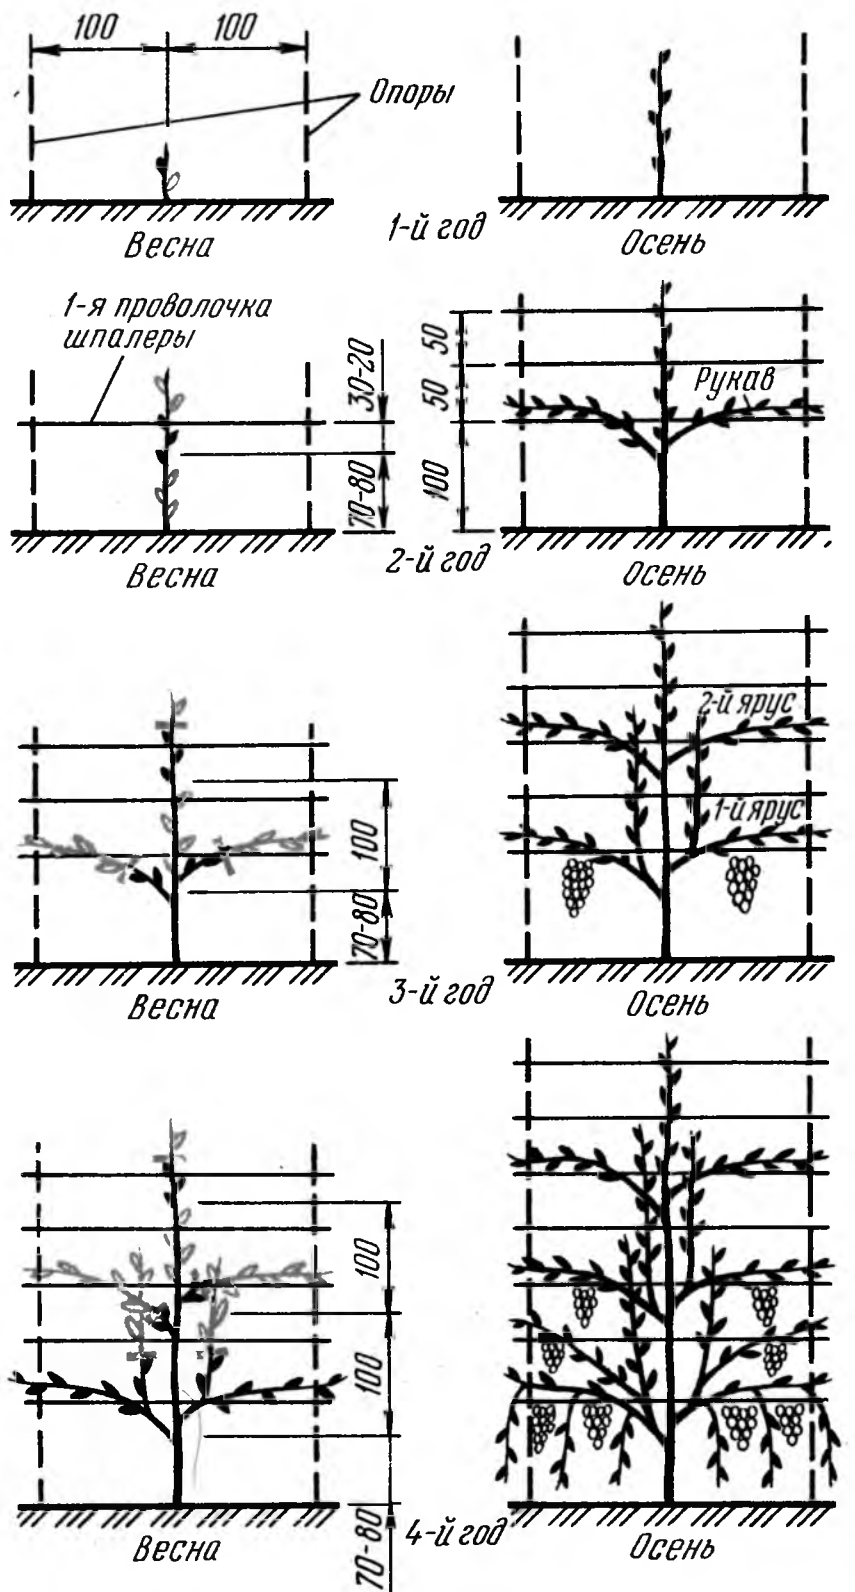 100
100
Опоры
Весна
1-й год
Осень
1-я проволочка
шпалеры
30-20
70-80
50
50
100
Рукав
Весна
2-й год
Осень
100
70-80
2-й ярус
1-й ярус
Весна
3-й год
Осень
100
100
70-80
Весна
4-й год
Осень